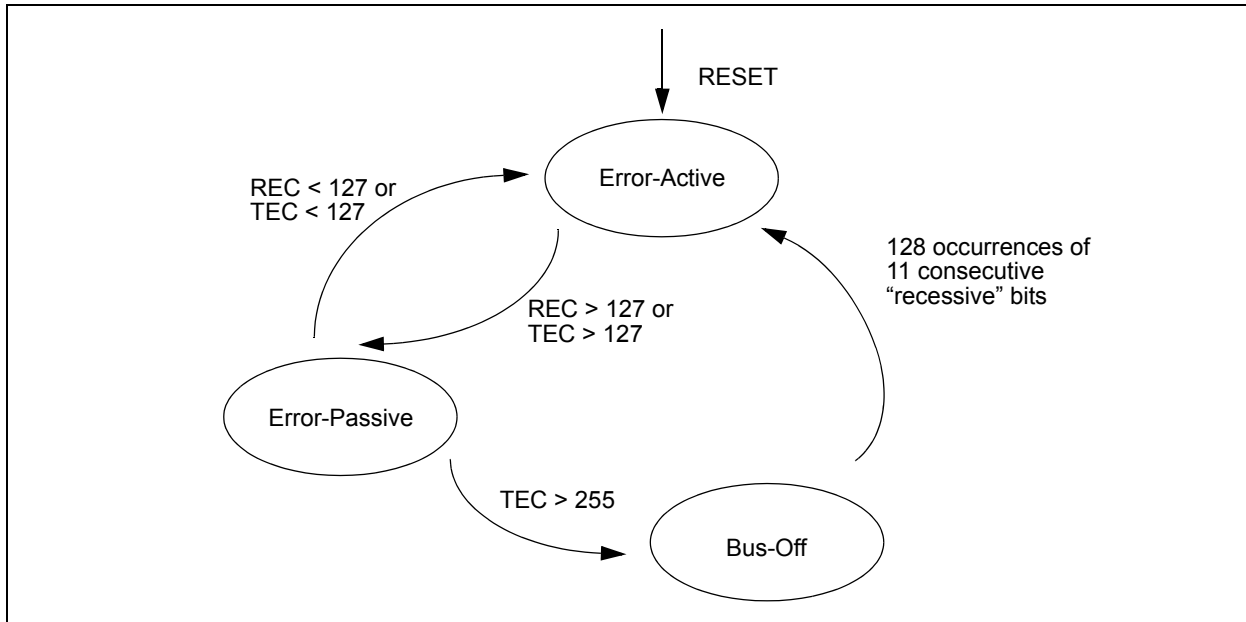 RESET
Error-Active
REC < 127 or
TEC < 127
128 occurrences of
11 consecutive
“recessive” bits
REC > 127 or
TEC > 127
Error-Passive
TEC > 255
Bus-Off